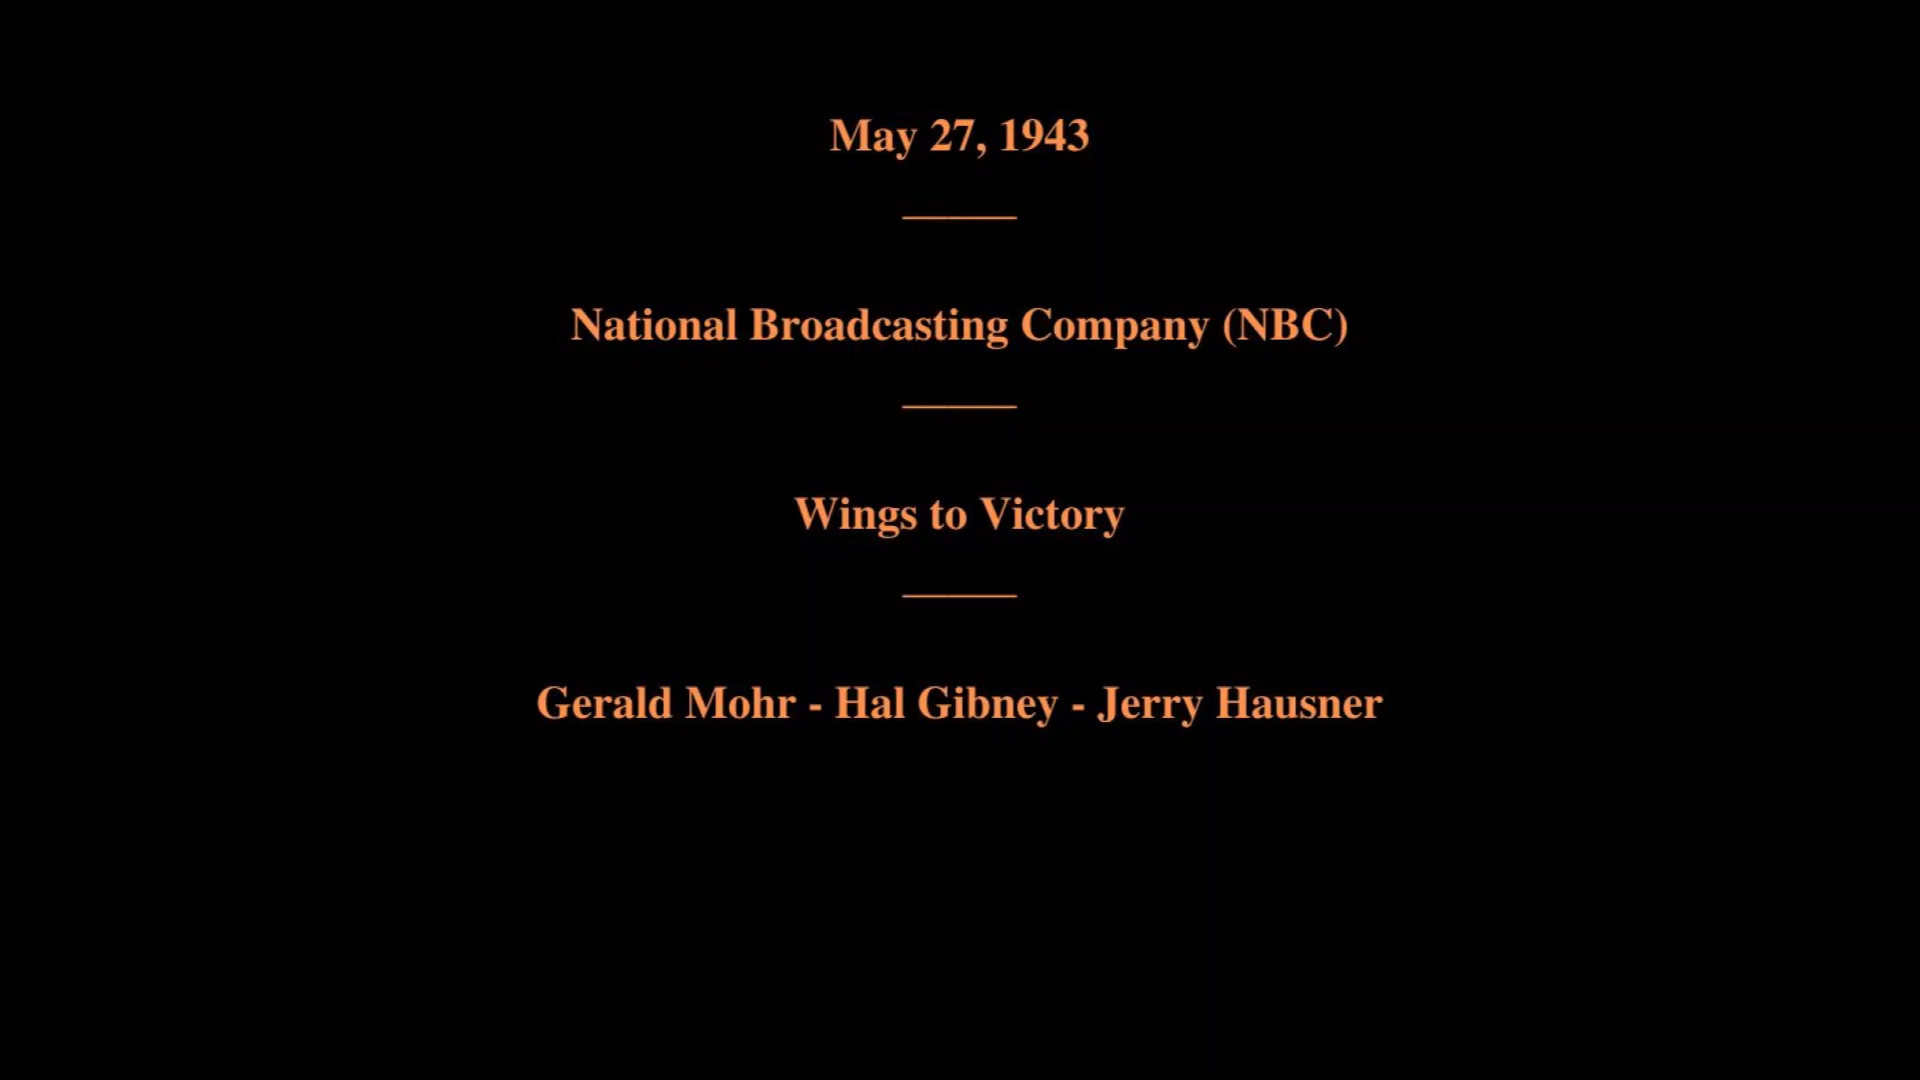 May 27, 1943
National Broadcasting Company (NBC)
Wings to Victory
Gerald Mohr - Hal Gibney - Jerry Hausner